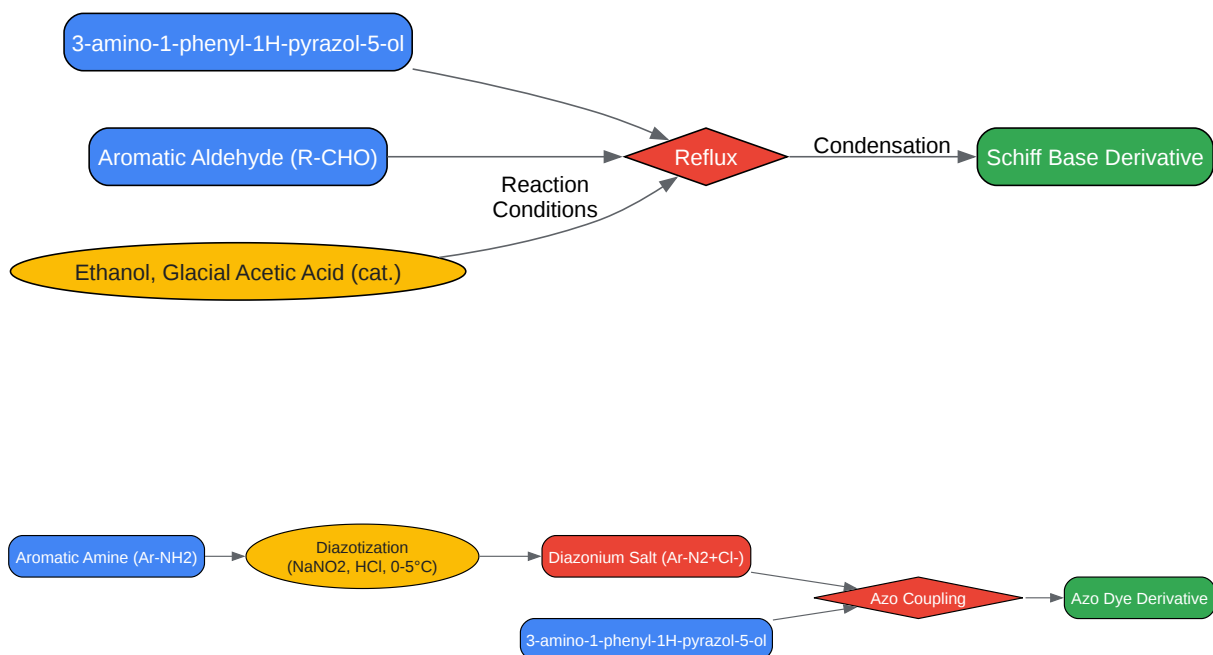 3-amino-1-phenyl-1H-pyrazol-5-ol
Aromatic Aldehyde (R-CHO)
Reaction
Conditions
Ethanol, Glacial Acetic Acid (cat.)
Reflux
Condensation
Schiff Base Derivative
Aromatic Amine (Ar-NH2)
Diazotization
(NaNO2, HCl, 0-5°C)
Diazonium Salt (Ar-N2+Cl-)
3-amino-1-phenyl-1H-pyrazol-5-ol
Azo Coupling
Azo Dye Derivative